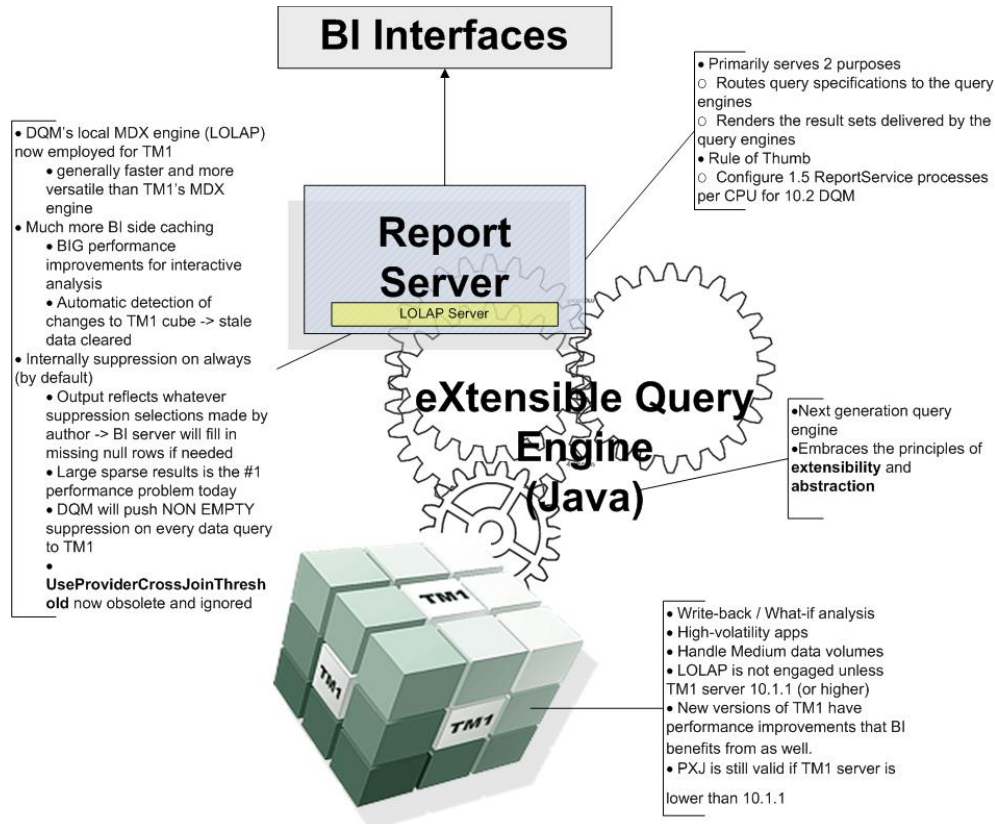 BI Interfaces
• Primarily serves 2 purposes
○ Routes query specifications to the query
engines
○ Renders the result sets delivered by the
query engines
• Rule of Thumb
○ Configure 1.5 ReportService processes
per CPU for 10.2 DQM
• DQM's local MDX engine (LOLAP)
now employed for TM1
• generally faster and more
versatile than TM1's MDX
engine
• Much more BI side caching
• BIG performance
improvements for interactive
analysis
• Automatic detection of
changes to TM1 cube -> stale
data cleared
• Internally suppression on always
(by default)
• Output reflects whatever
suppression selections made by
author -> BI server will fill in
missing null rows if needed
• Large sparse results is the #1
performance problem today
• DQM will push NON EMPTY
suppression on every data query
to TM1
•
UseProviderCrossJoinThresh
old now obsolete and ignored
Report
Server
LOLAP Server
eXtensible Query
Engine
(Java)
•Next generation query
engine
•Embraces the principles of
extensibility and
abstraction
TM1
TM1
TM1
• Write-back / What-if analysis
• High-volatility apps
• Handle Medium data volumes
• LOLAP is not engaged unless
TM1 server 10.1.1 (or higher)
• New versions of TM1 have
performance improvements that BI
benefits from as well.
• PXJ is still valid if TM1 server is
lower than 10.1.1